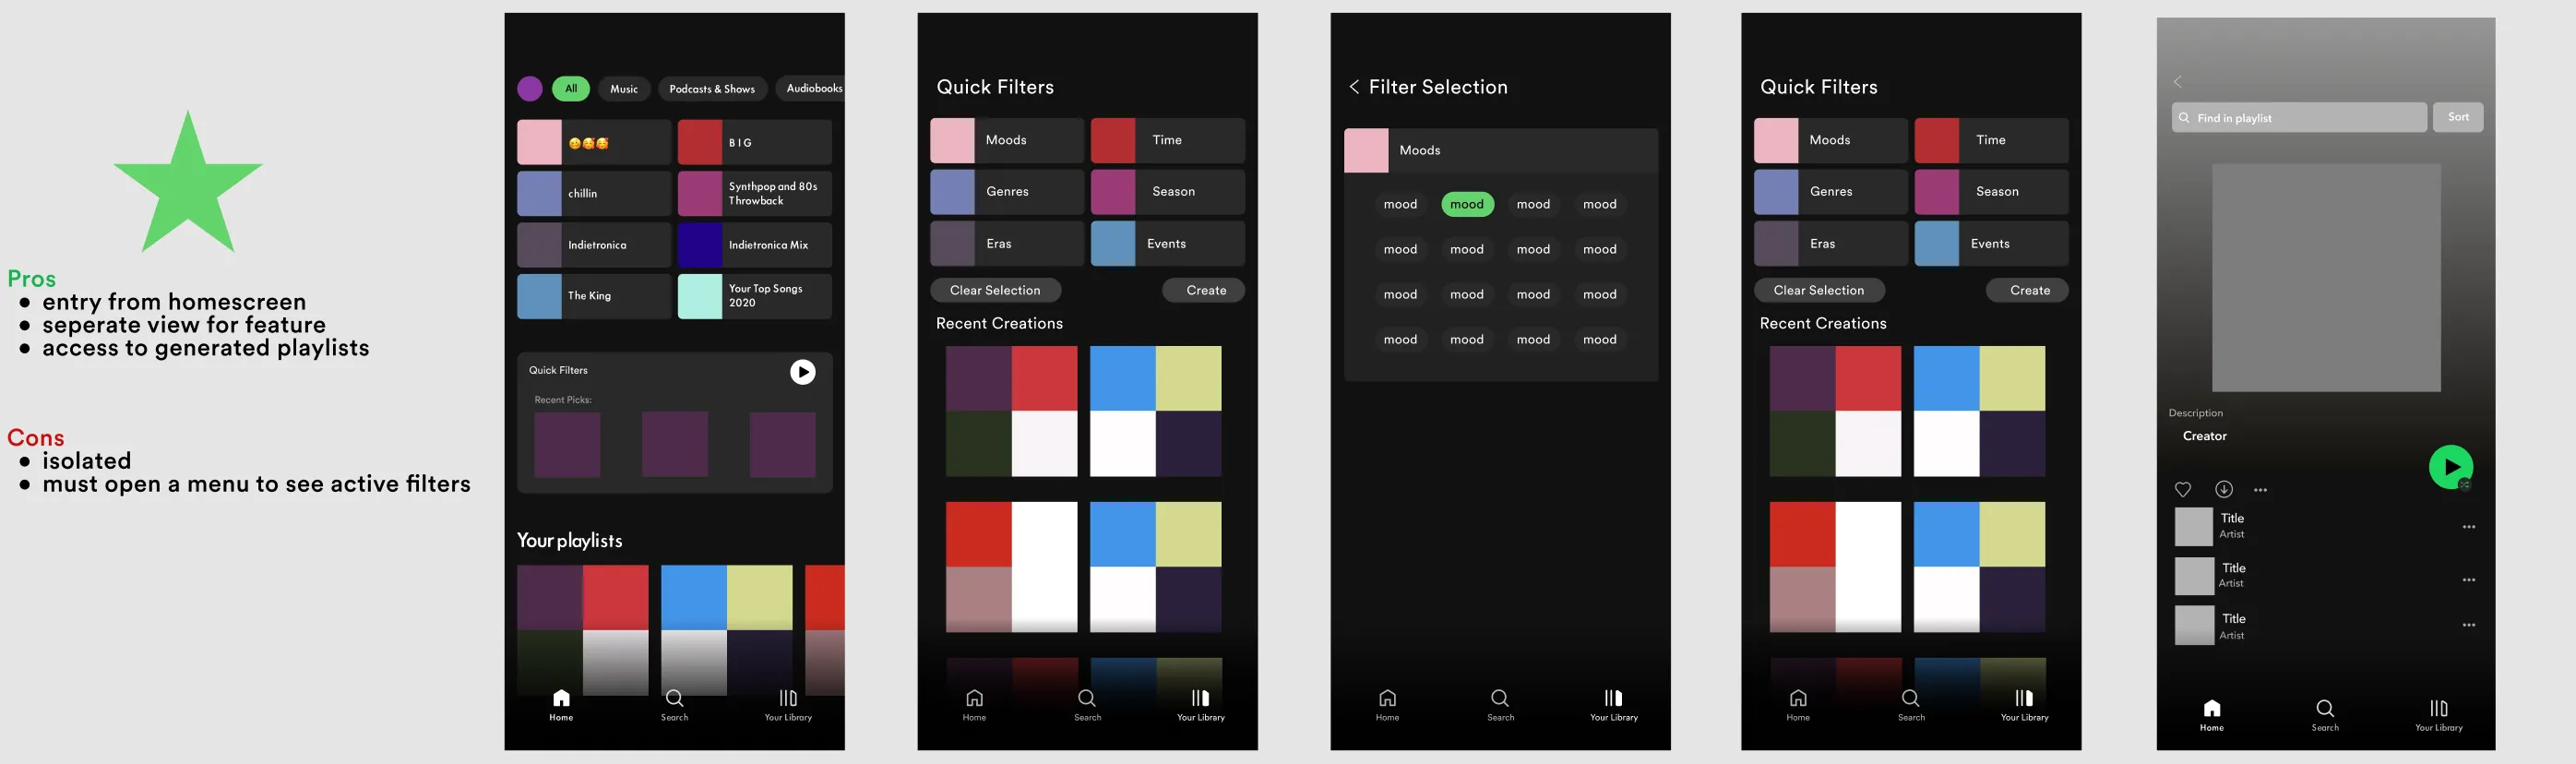 Pros
• entry from homescreen
• seperate view for feature
• access to generated playlists
Cons
• isolated
• must open a menu to see active filters
All
Music
Podcasts & Shows
Audiobooks
😊🥰🥰
B I G
chillin
Synthpop and 80s
Throwback
Indietronica
Indietronica Mix
The King
Your Top Songs
2020
Quick Filters
Recent Picks:
Your playlists
Home
Search
Your Library
Quick Filters
Moods
Time
Genres
Season
Eras
Events
Clear Selection
Create
Recent Creations
Home
Search
Your Library
Filter Selection
Moods
mood mood mood mood
mood mood mood mood
mood mood mood mood
mood mood mood mood
Home
Search
Your Library
Quick Filters
Moods
Time
Genres
Season
Eras
Events
Clear Selection
Create
Recent Creations
Home
Search
Your Library
Find in playlist
Sort
Description
Creator
Title
Artist
Title
Artist
Title
Artist
Home
Search
Your Library